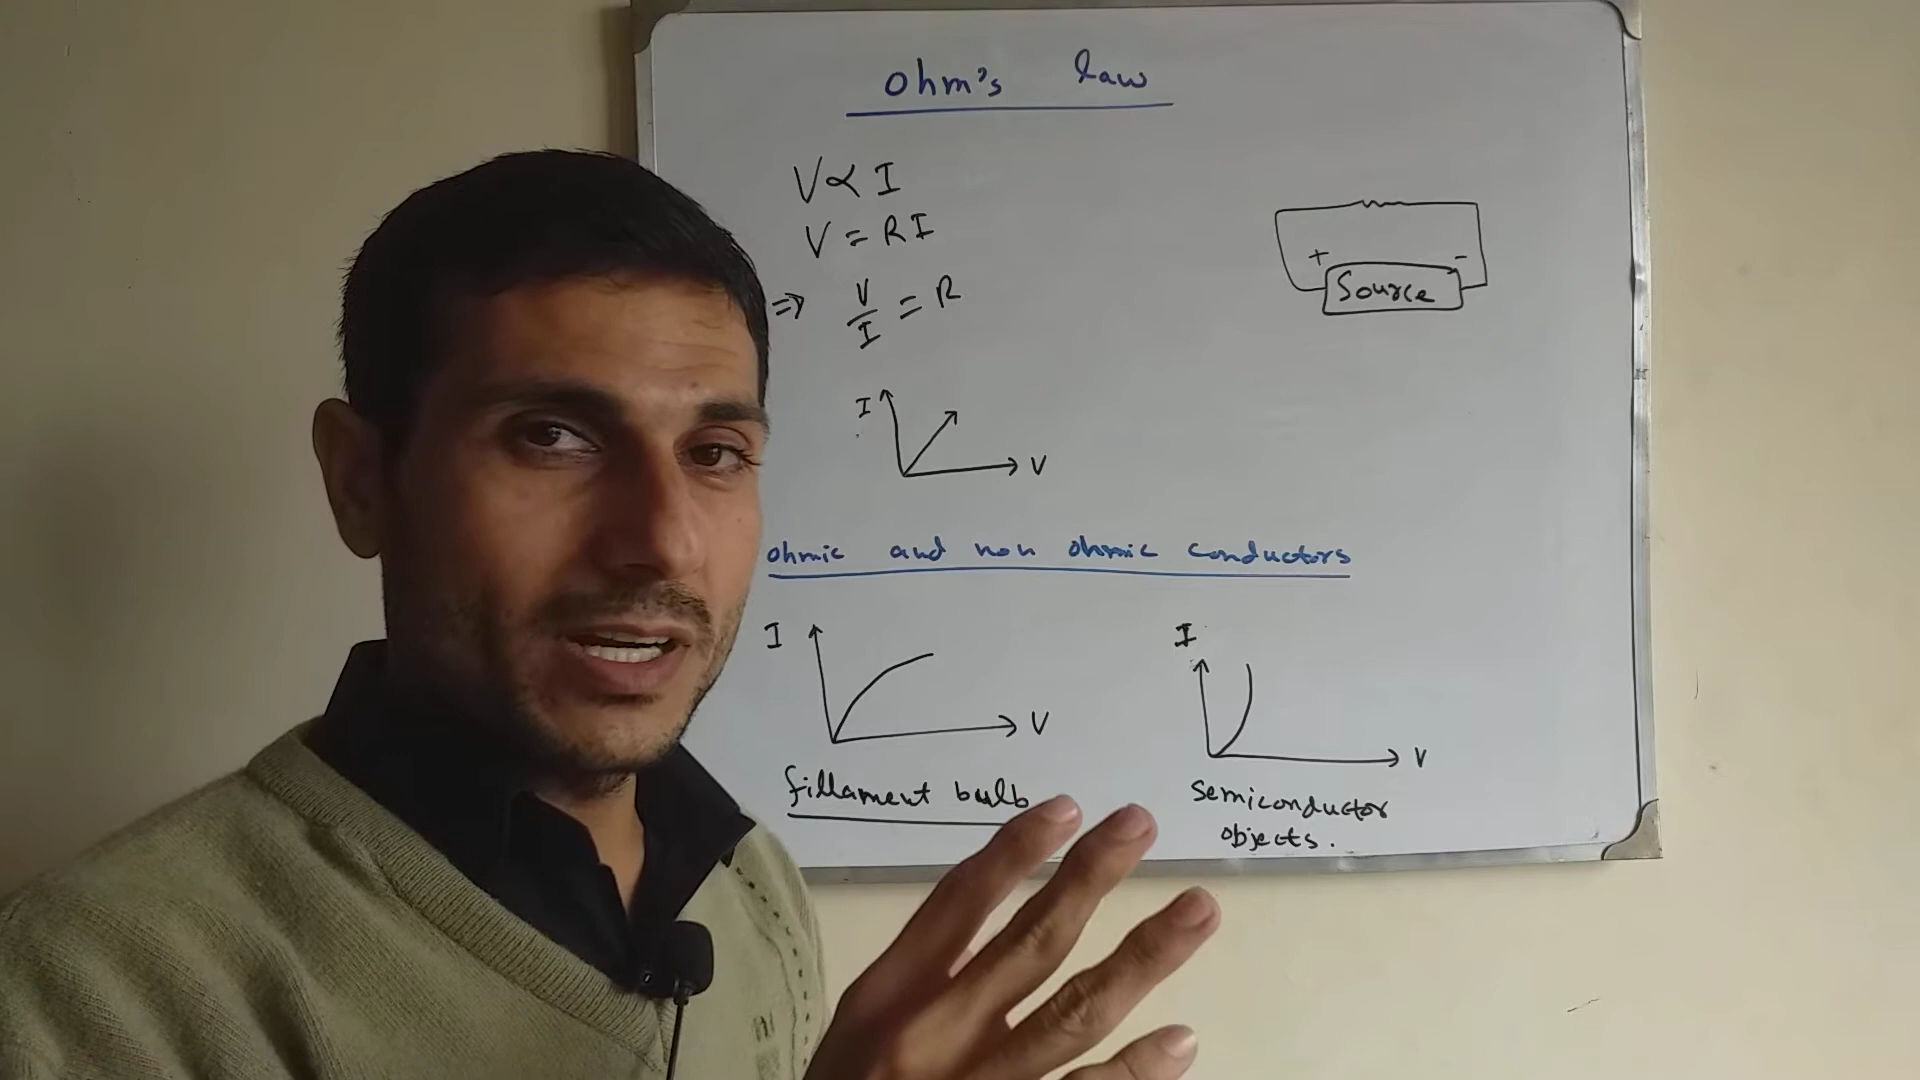 Ohm's law
V ∝ I
V = RI
⇒ V/I = R
+ -
Source
I
V
ohmic and non ohmic conductors
I
V
fillament bulb
I
V
Semiconductor
objects.